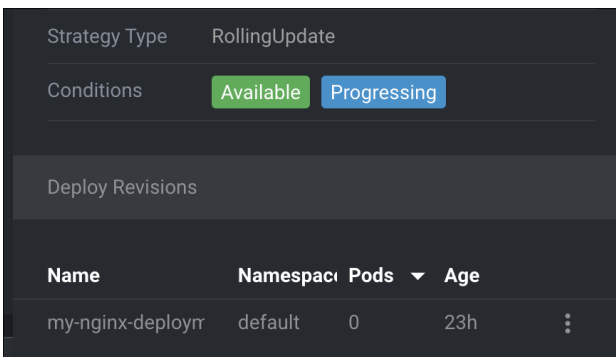 Strategy Type RollingUpdate
Conditions Available Progressing
Deploy Revisions
Name Namespac Pods Age
my-nginx-deploym default 0 23h